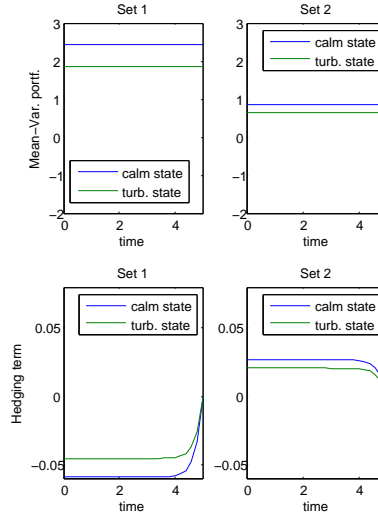 Set 1
Mean-Var. portf.
3
2
1
0
-1
-2
calm state
turb. state
0 2 4
time
Set 2
3
2
1
0
-1
-2
calm state
turb. state
0 2 4
time
Set 1
Hedging term
0.05
0
-0.05
calm state
turb. state
0 2 4
time
Set 2
0.05
0
-0.05
calm state
turb. state
0 2 4
time